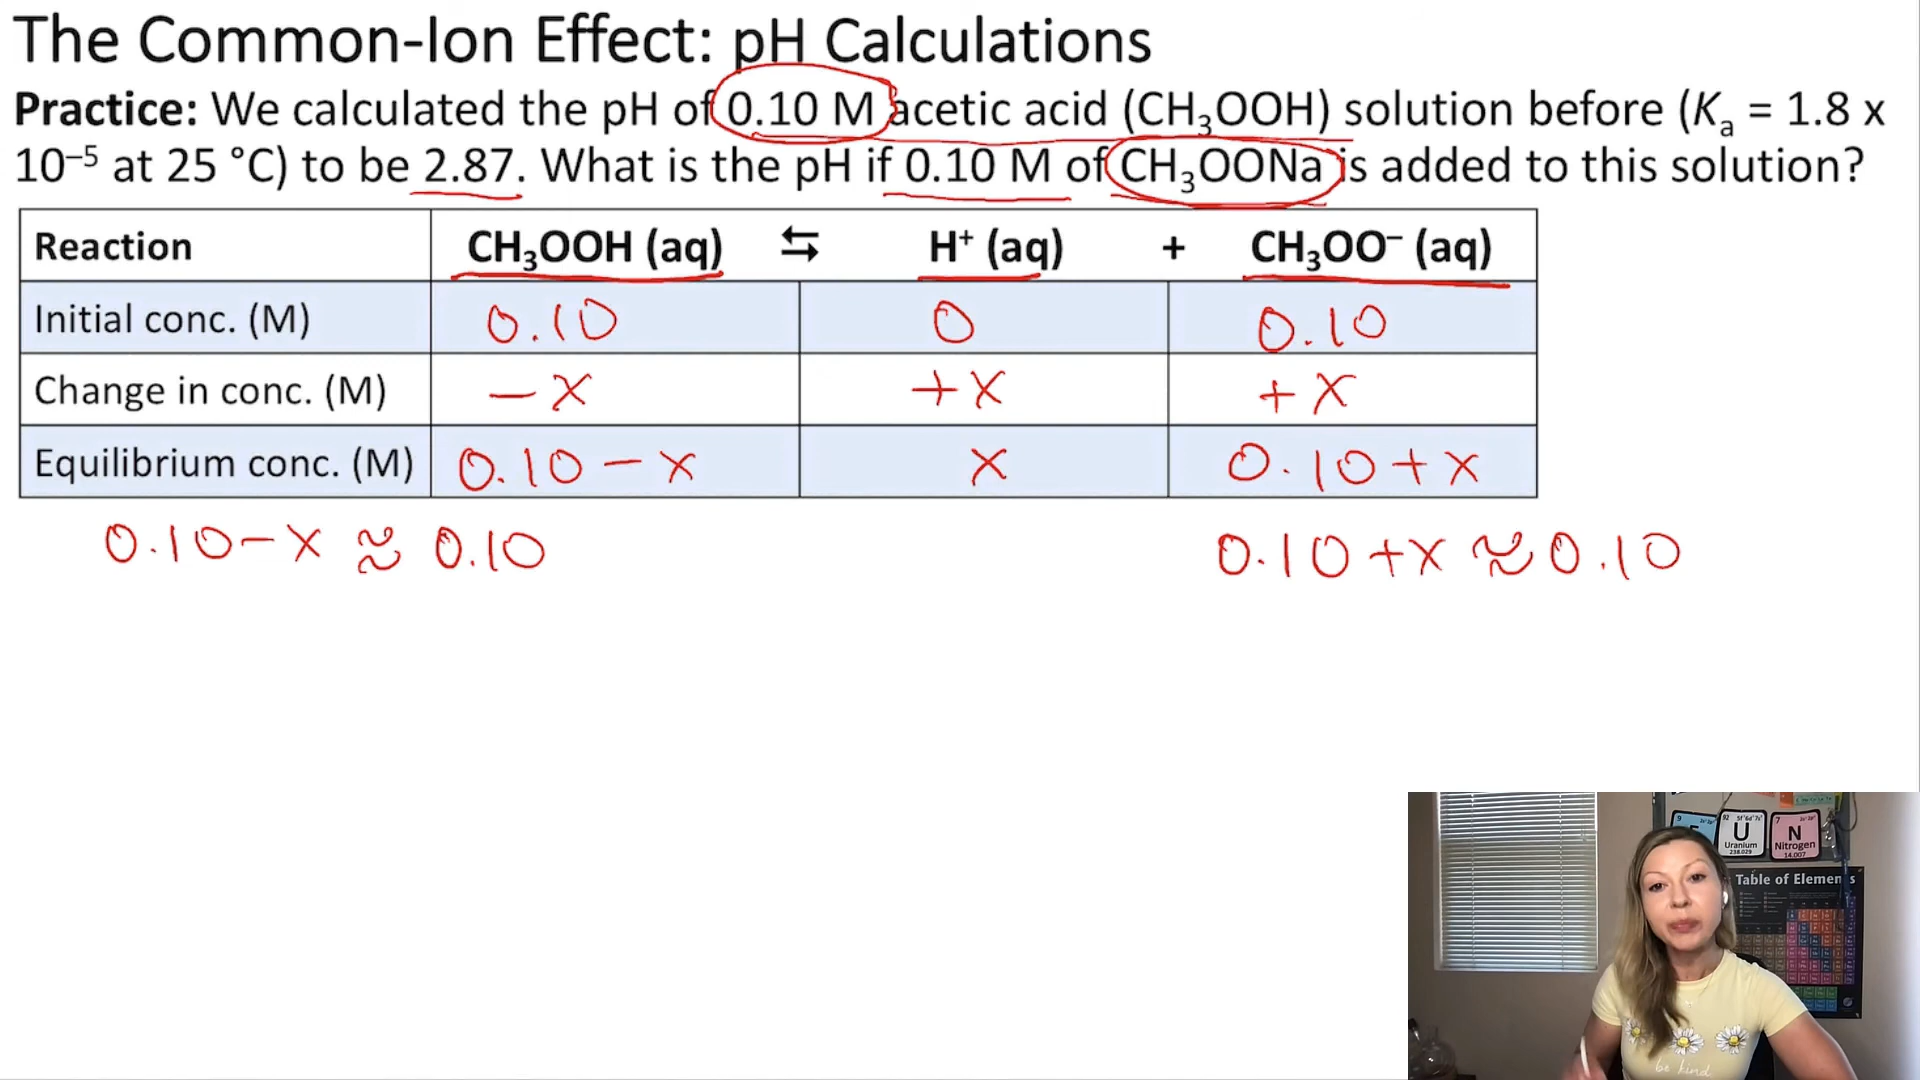 The Common-Ion Effect: pH Calculations
Practice: We calculated the pH of 0.10 M acetic acid (CH₃OOH) solution before (Kₐ = 1.8 x
10⁻⁵ at 25 °C) to be 2.87. What is the pH if 0.10 M of CH₃OONa is added to this solution?
Reaction CH₃OOH (aq) ⇆ H⁺ (aq) + CH₃OO⁻ (aq)
Initial conc. (M) 0.10 0 0.10
Change in conc. (M) -x +x +x
Equilibrium conc. (M) 0.10-x x 0.10+x
0.10-x ≈ 0.10 0.10+x ≈ 0.10
9 92 7
U N
Uranium Nitrogen
238.029 14.007
Table of Elements
be kind